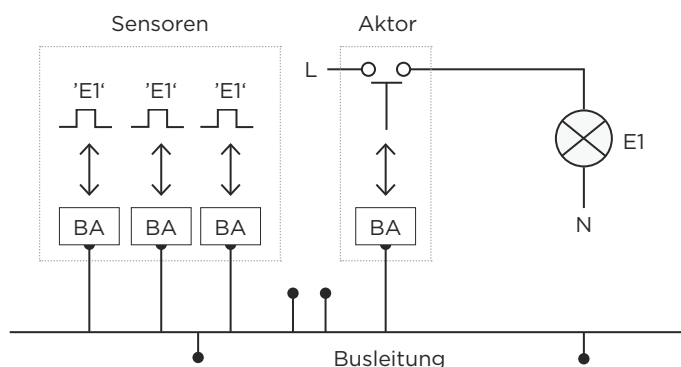 Sensoren
Aktor
'E1‘ 'E1‘ 'E1‘
L
E1
BA BA BA BA
N
Busleitung